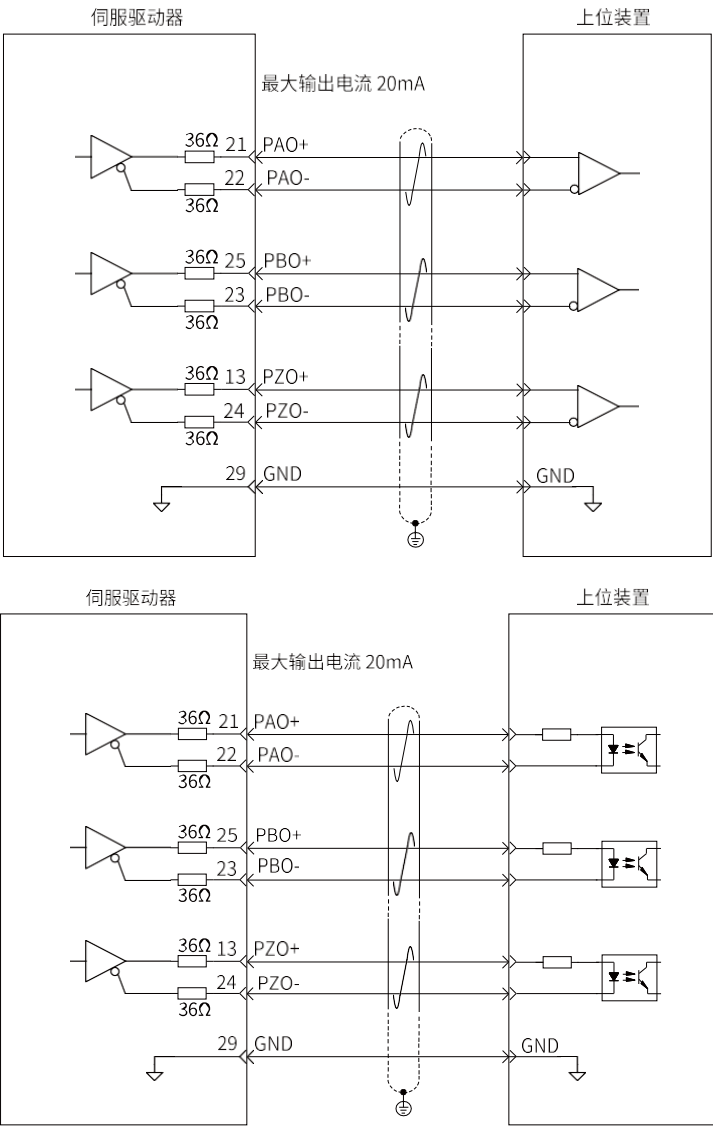 伺服驱动器
上位装置
最大输出电流 20mA
36Ω 21 PAO+
22 PAO-
36Ω
36Ω 25 PBO+
23 PBO-
36Ω
36Ω 13 PZO+
24 PZO-
36Ω
29 GND
GND
伺服驱动器
上位装置
最大输出电流 20mA
36Ω 21 PAO+
22 PAO-
36Ω
36Ω 25 PBO+
23 PBO-
36Ω
36Ω 13 PZO+
24 PZO-
36Ω
29 GND
GND